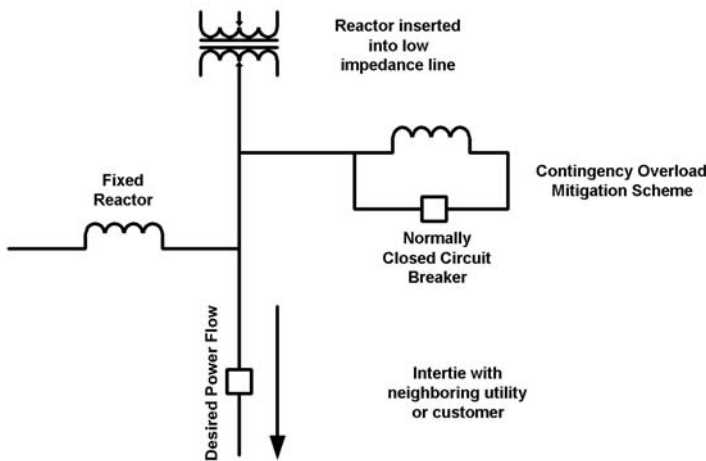 Reactor inserted
into low
impedance line
Contingency Overload
Mitigation Scheme
Fixed
Reactor
Normally
Closed Circuit
Breaker
Desired Power Flow
Intertie with
neighboring utility
or customer